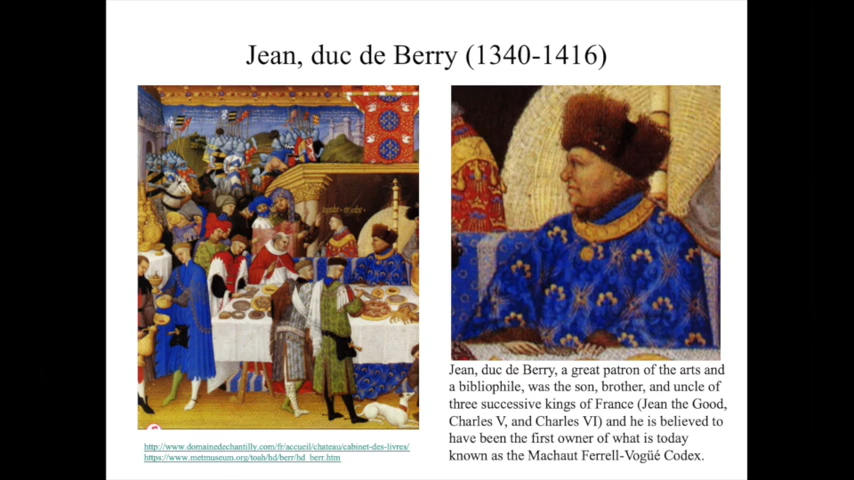 Jean, duc de Berry (1340-1416)
Jean, duc de Berry, a great patron of the arts and
a bibliophile, was the son, brother, and uncle of
three successive kings of France (Jean the Good,
Charles V, and Charles VI) and he is believed to
have been the first owner of what is today
known as the Machaut Ferrell-Vogüé Codex.
http://www.domainedechantilly.com/fr/accueil/chateau/cabinet-des-livres/
https://www.metmuseum.org/toah/hd/berr/hd_berr.htm